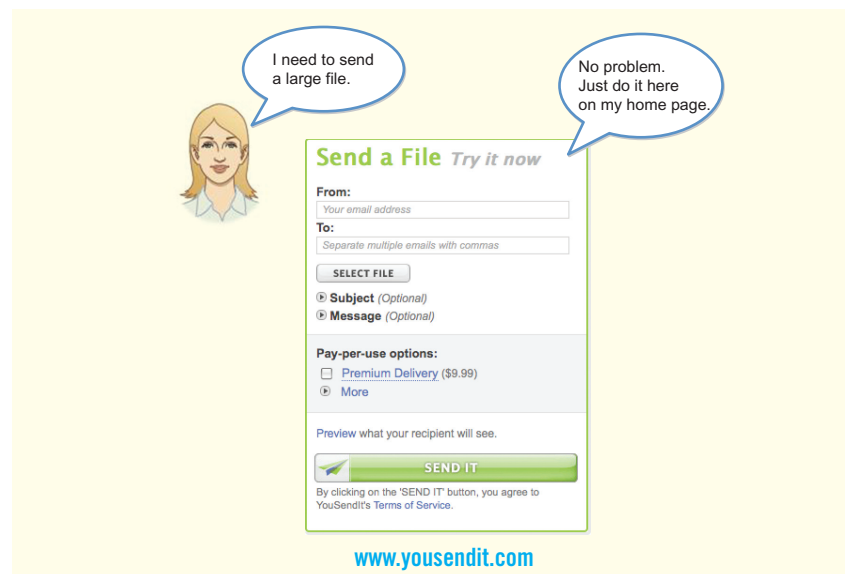 I need to send
a large file.
No problem.
Just do it here
on my home page.
Send a File Try it now
From:
Your email address
To:
Separate multiple emails with commas
SELECT FILE
Subject (Optional)
Message (Optional)
Pay-per-use options:
Premium Delivery ($9.99)
More
Preview what your recipient will see.
SEND IT
By clicking on the 'SEND IT' button, you agree to
YouSendIt's Terms of Service.
www.yousendit.com